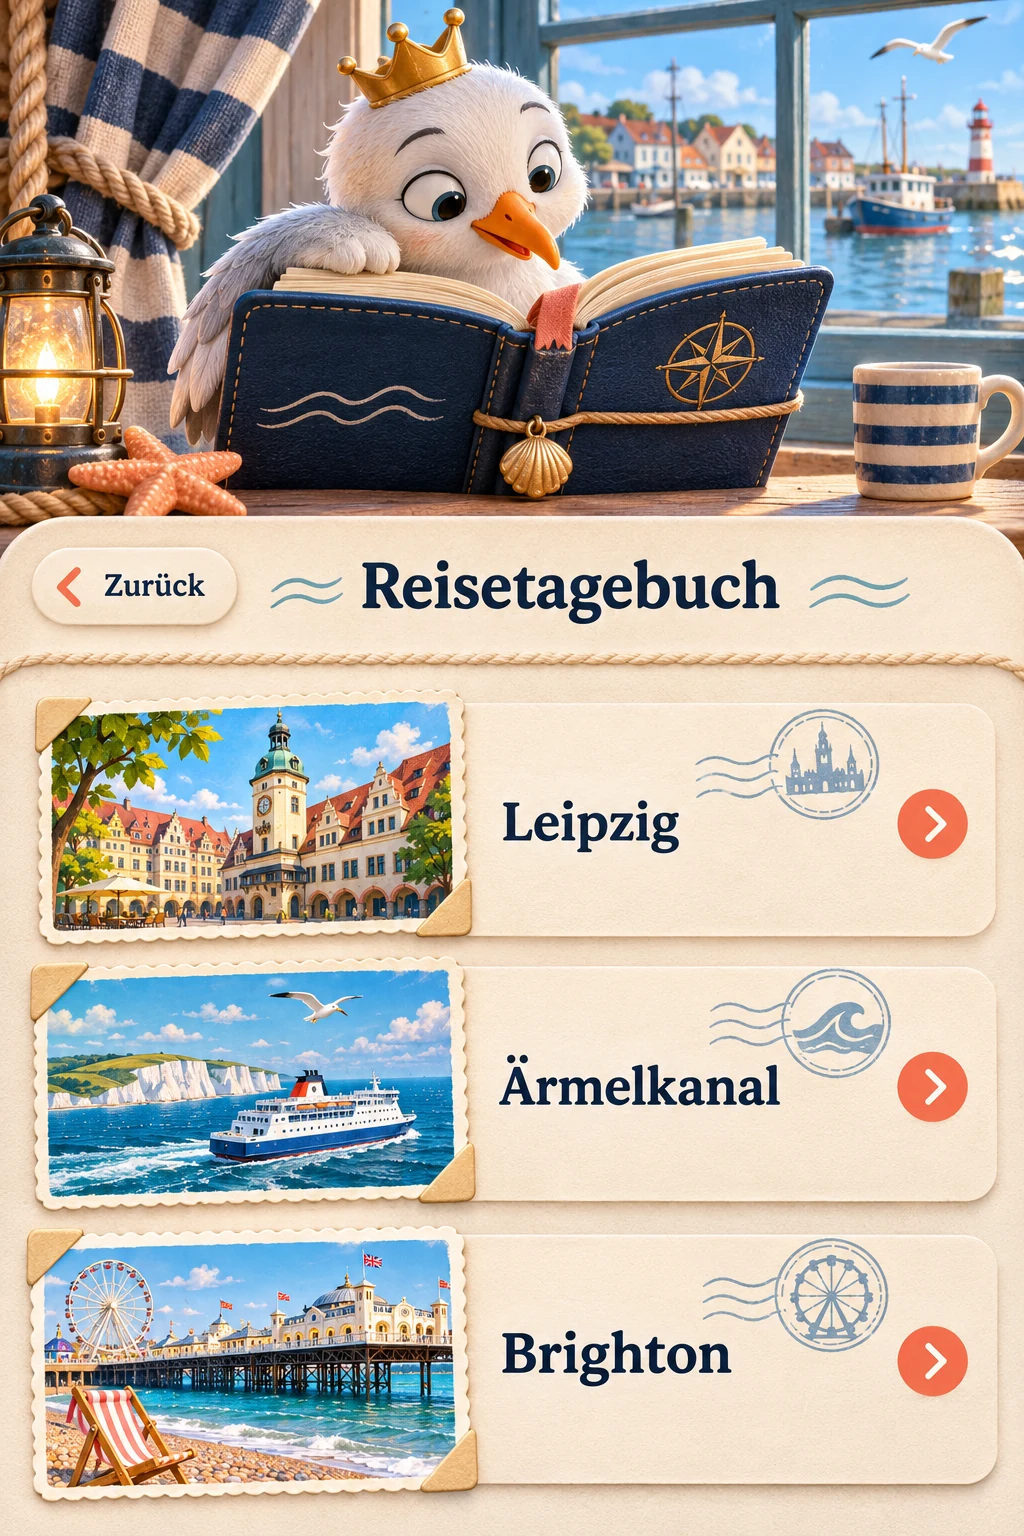 Zurück
Reisetagebuch
Leipzig
Ärmelkanal
Brighton